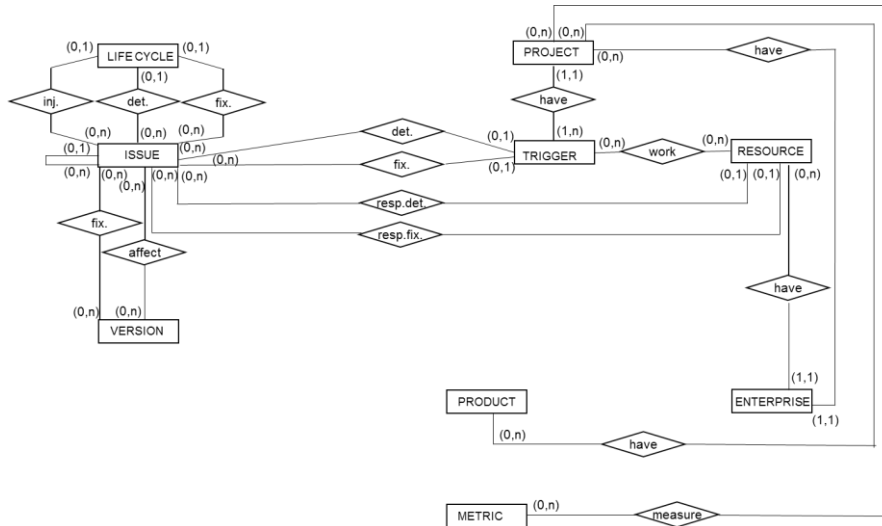 (0,n) (0,n)
(0,1) LIFE CYCLE (0,1)
PROJECT (0,n) have
(0,1)
(1,1)
inj. det. fix.
have
(0,n) (0,n) (0,n)
det.
(0,1) (1,n) (0,n) (0,n)
(0,1) ISSUE (0,n)
TRIGGER work RESOURCE
(0,n) fix. (0,1)
(0,n) (0,n) (0,n) (0,n) (0,n)
(0,1) (0,1) (0,n)
resp.det.
fix.
resp.fix.
affect
have
(0,n) (0,n)
VERSION
(1,1)
PRODUCT ENTERPRISE
(1,1)
(0,n) have
(0,n)
METRIC measure